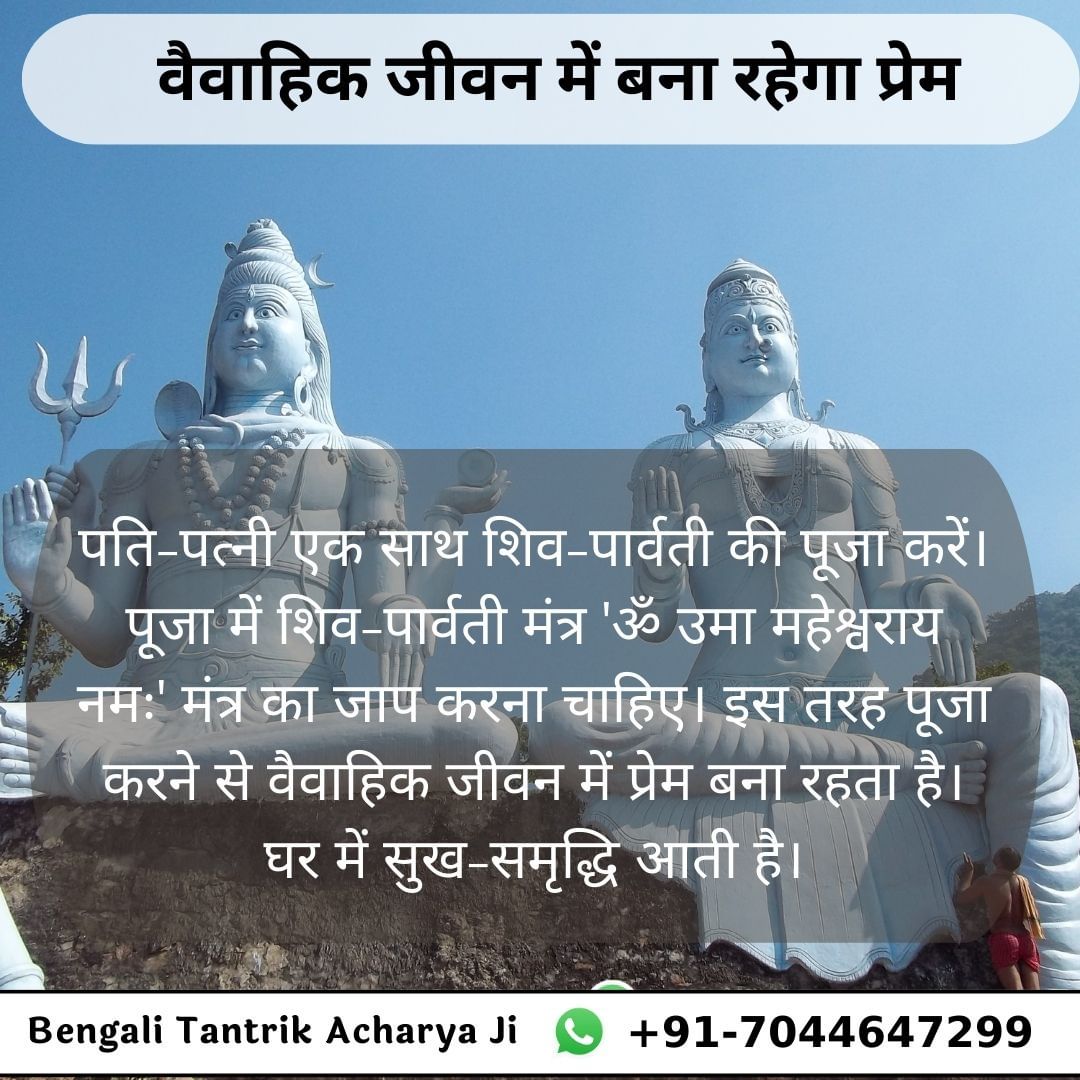 वैवाहिक जीवन में बना रहेगा प्रेम
पति-पत्नी एक साथ शिव-पार्वती की पूजा करें।
पूजा में शिव-पार्वती मंत्र 'ॐ उमा महेश्वराय
नमः' मंत्र का जाप करना चाहिए। इस तरह पूजा
करने से वैवाहिक जीवन में प्रेम बना रहता है।
घर में सुख-समृद्धि आती है।
Bengali Tantrik Acharya Ji +91-7044647299